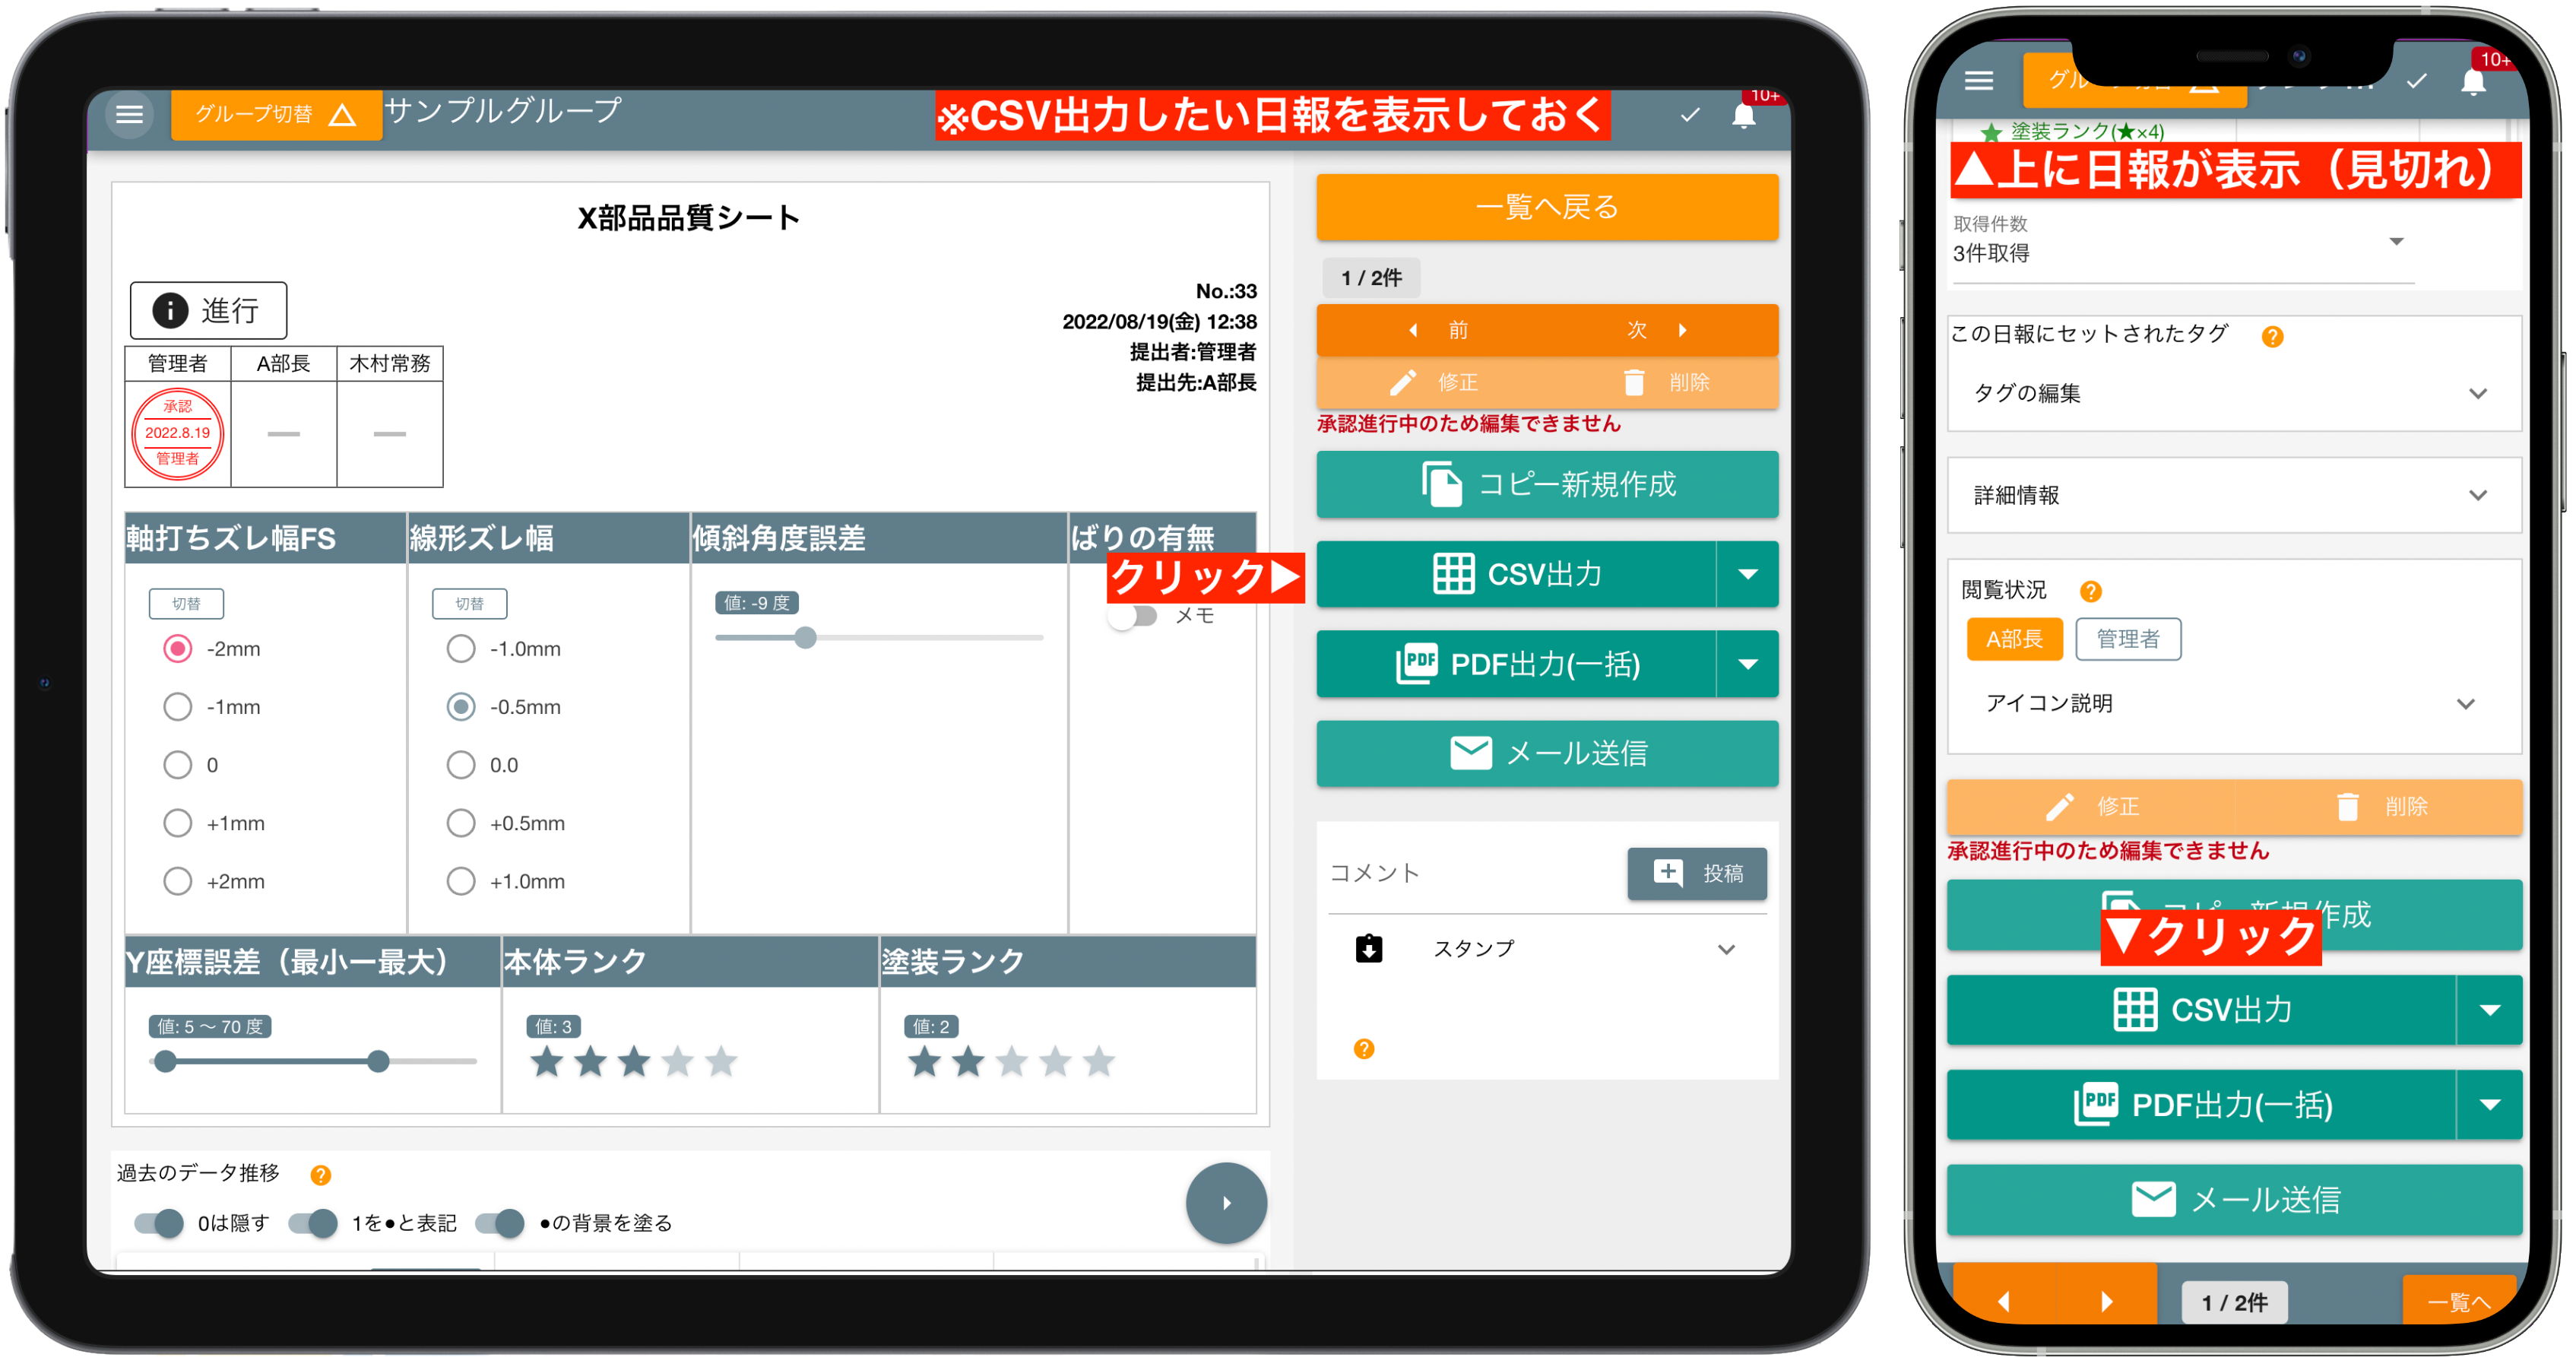 グループ切替 △
サンプルグループ
※CSV出力したい日報を表示しておく
10+
X部品品質シート
進行
No.:33
2022/08/19(金) 12:38
提出者:管理者
提出先:A部長
管理者 A部長 木村常務
承認
2022.8.19
管理者
軸打ちズレ幅FS 線形ズレ幅 傾斜角度誤差 ばりの有無
切替
-2mm
-1mm
0
+1mm
+2mm
切替
-1.0mm
-0.5mm
0.0
+0.5mm
+1.0mm
値: -9 度
メモ
Y座標誤差（最小ー最大） 本体ランク 塗装ランク
値: 5 〜 70 度
値: 3
値: 2
過去のデータ推移
0は隠す 1を●と表記 ●の背景を塗る
一覧へ戻る
1 / 2件
前 次
修正 削除
承認進行中のため編集できません
コピー新規作成
クリック▶
CSV出力
PDF PDF出力(一括)
メール送信
コメント
投稿
スタンプ
10+
塗装ランク(★×4)
▲上に日報が表示（見切れ）
取得件数
3件取得
この日報にセットされたタグ
タグの編集
詳細情報
閲覧状況
A部長 管理者
アイコン説明
修正 削除
承認進行中のため編集できません
▼クリック
CSV出力
PDF PDF出力(一括)
メール送信
1 / 2件
一覧へ